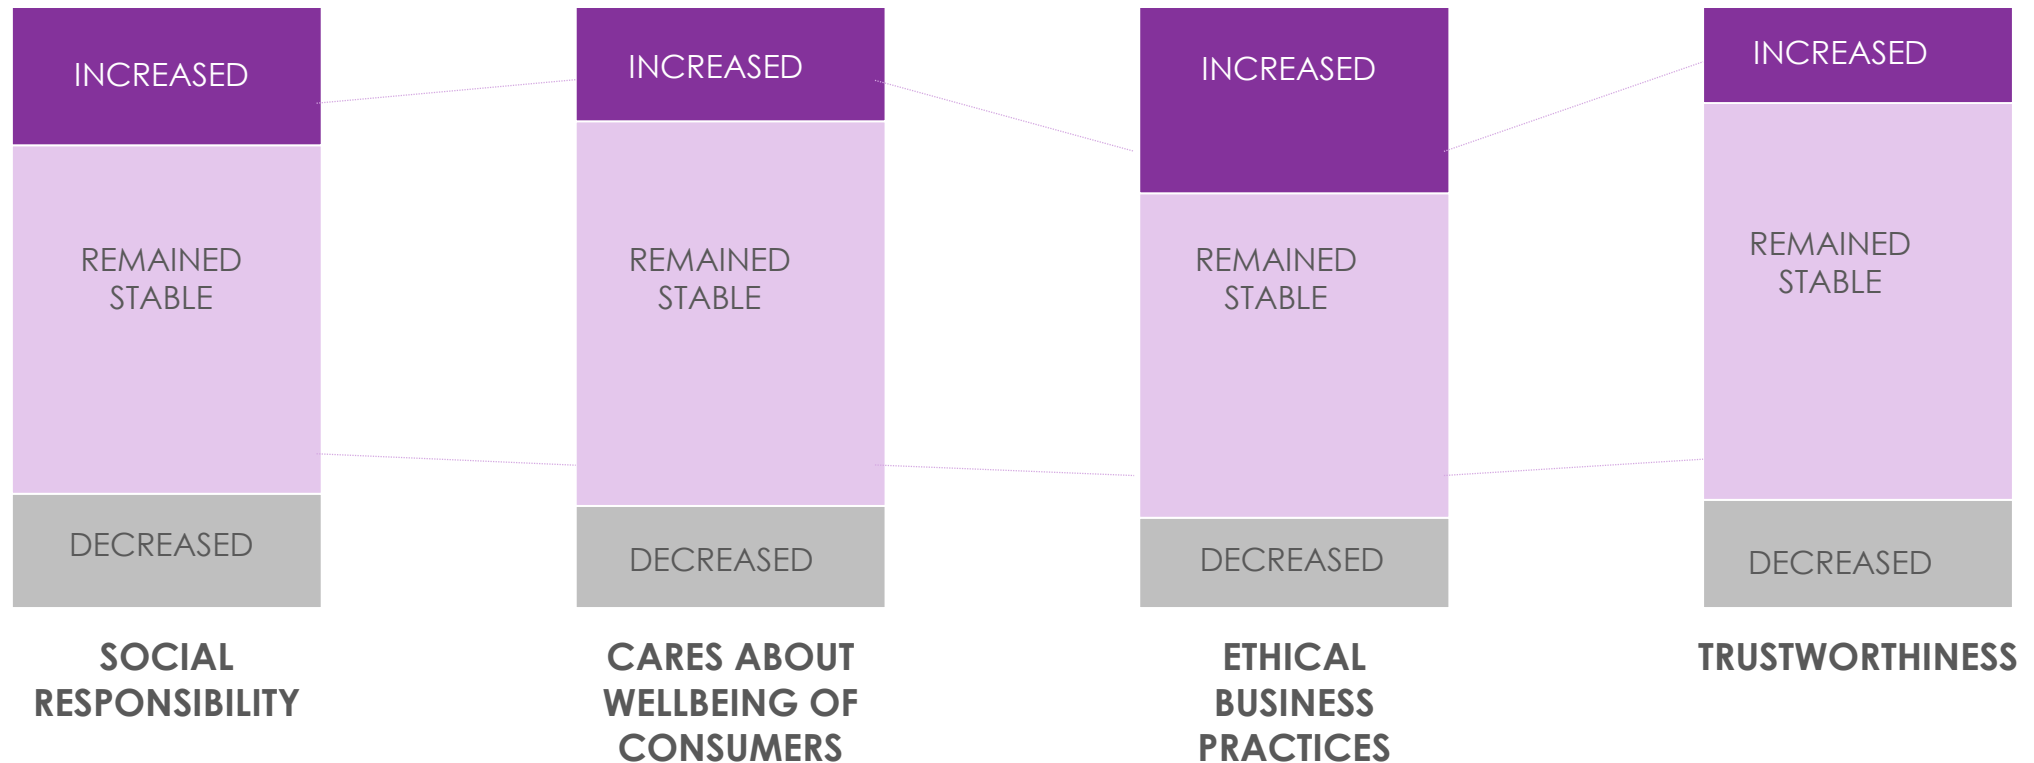 INCREASED
REMAINED
STABLE
DECREASED
SOCIAL
RESPONSIBILITY
INCREASED
REMAINED
STABLE
DECREASED
CARES ABOUT
WELLBEING OF
CONSUMERS
INCREASED
REMAINED
STABLE
DECREASED
ETHICAL
BUSINESS
PRACTICES
INCREASED
REMAINED
STABLE
DECREASED
TRUSTWORTHINESS